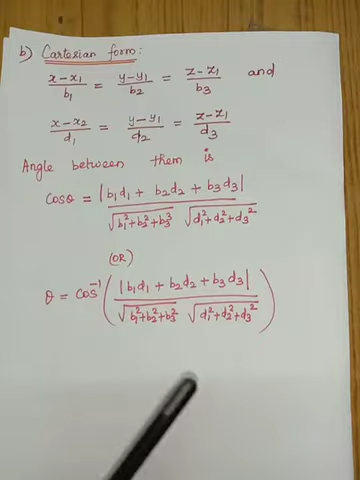 b) Cartesian form:
x-x₁/b₁ = y-y₁/b₂ = z-z₁/b₃ and
x-x₂/d₁ = y-y₁/d₂ = z-z₁/d₃
Angle between them is
Cosθ = |b₁d₁ + b₂d₂ + b₃d₃| / √b₁²+b₂²+b₃³ √d₁²+d₂²+d₃²
(OR)
θ = Cos⁻¹ ( |b₁d₁ + b₂d₂ + b₃d₃| / √b₁²+b₂²+b₃² √d₁²+d₂²+d₃² )